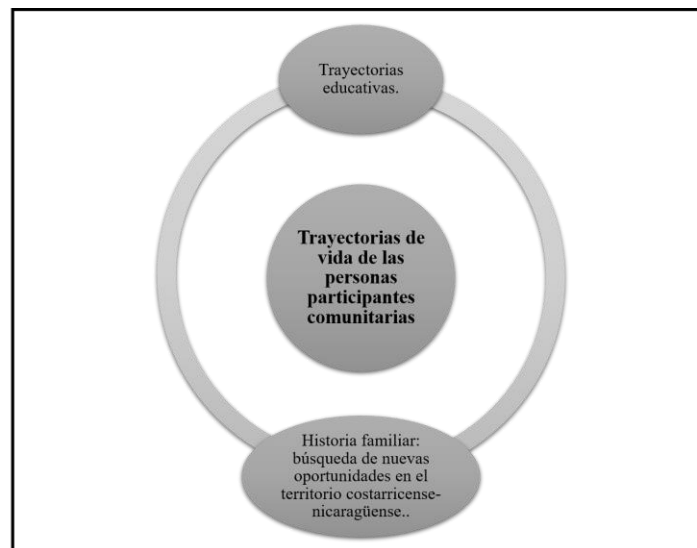 Trayectorias
educativas.
Trayectorias de
vida de las
personas
participantes
comunitarias
Historia familiar:
búsqueda de nuevas
oportunidades en el
territorio costarricense-
nicaragüense..